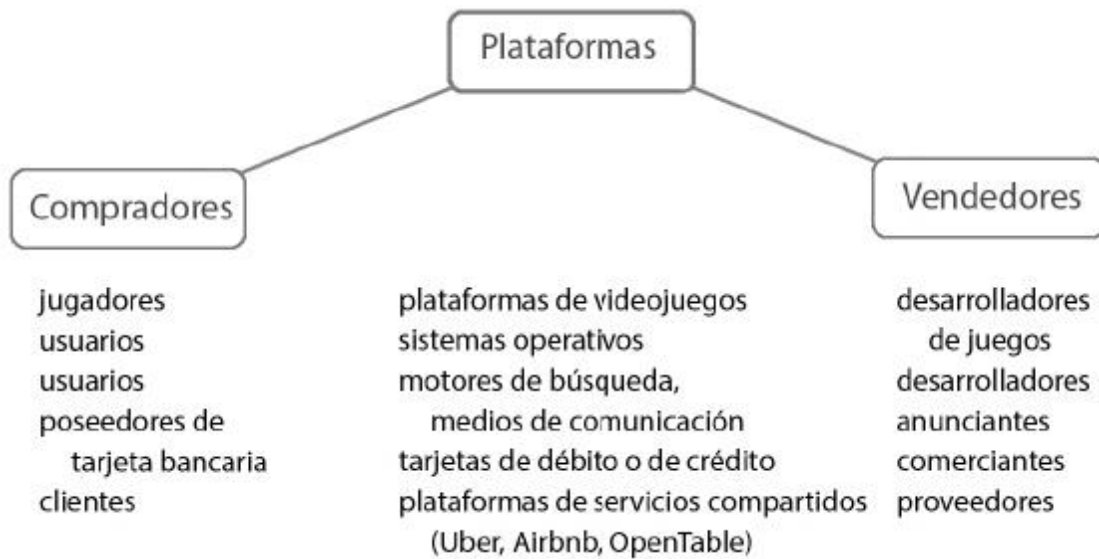 Plataformas
Compradores
Vendedores
jugadores
usuarios
usuarios
poseedores de
tarjeta bancaria
clientes
plataformas de videojuegos
sistemas operativos
motores de búsqueda,
medios de comunicación
tarjetas de débito o de crédito
plataformas de servicios compartidos
(Uber, Airbnb, OpenTable)
desarrolladores
de juegos
desarrolladores
anunciantes
comerciantes
proveedores